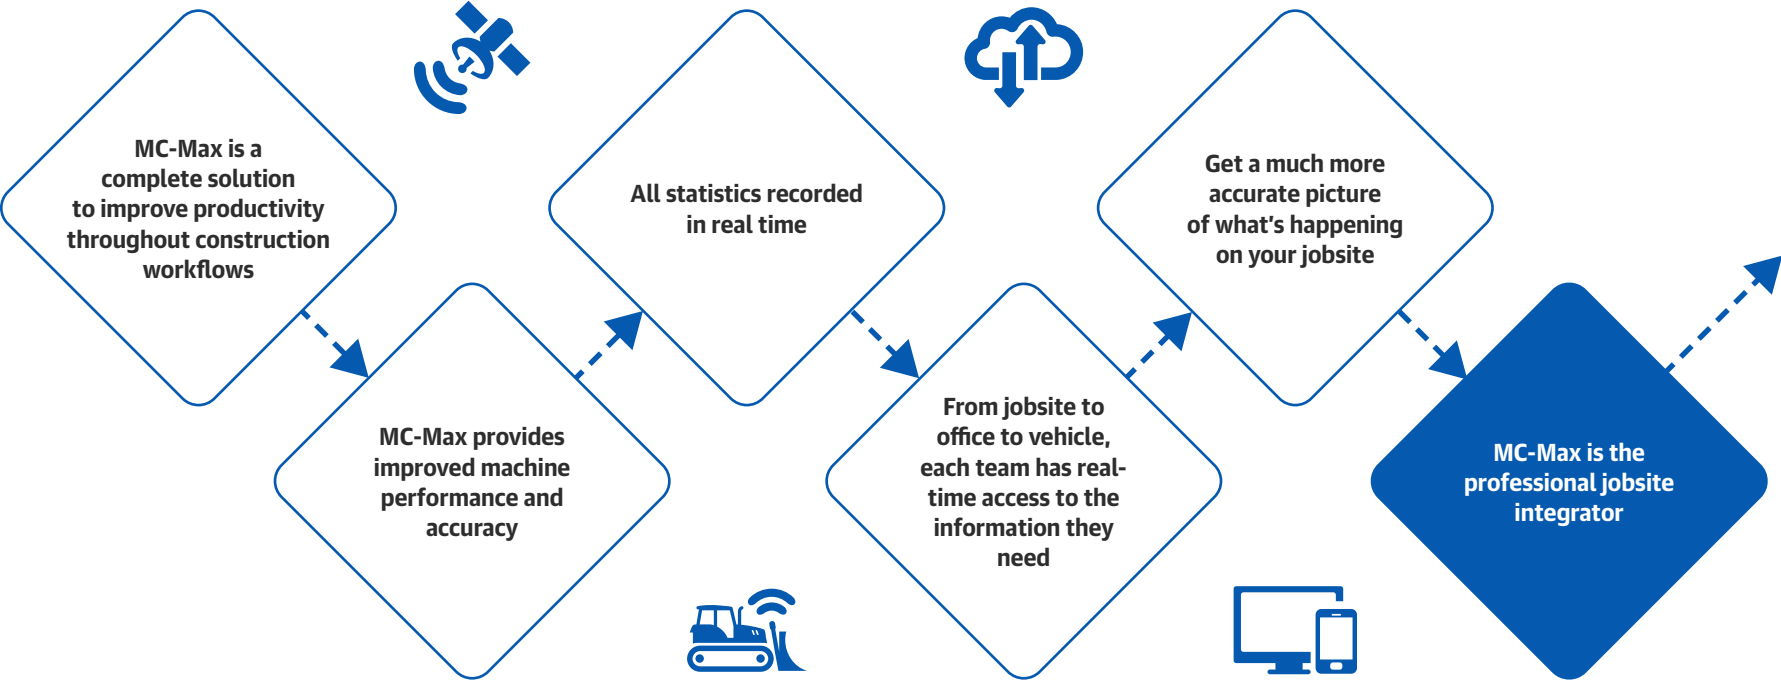 MC-Max is a
complete solution
to improve productivity
throughout construction
workflows
MC-Max provides
improved machine
performance and
accuracy
All statistics recorded
in real time
From jobsite to
office to vehicle,
each team has real-
time access to the
information they
need
Get a much more
accurate picture
of what's happening
on your jobsite
MC-Max is the
professional jobsite
integrator